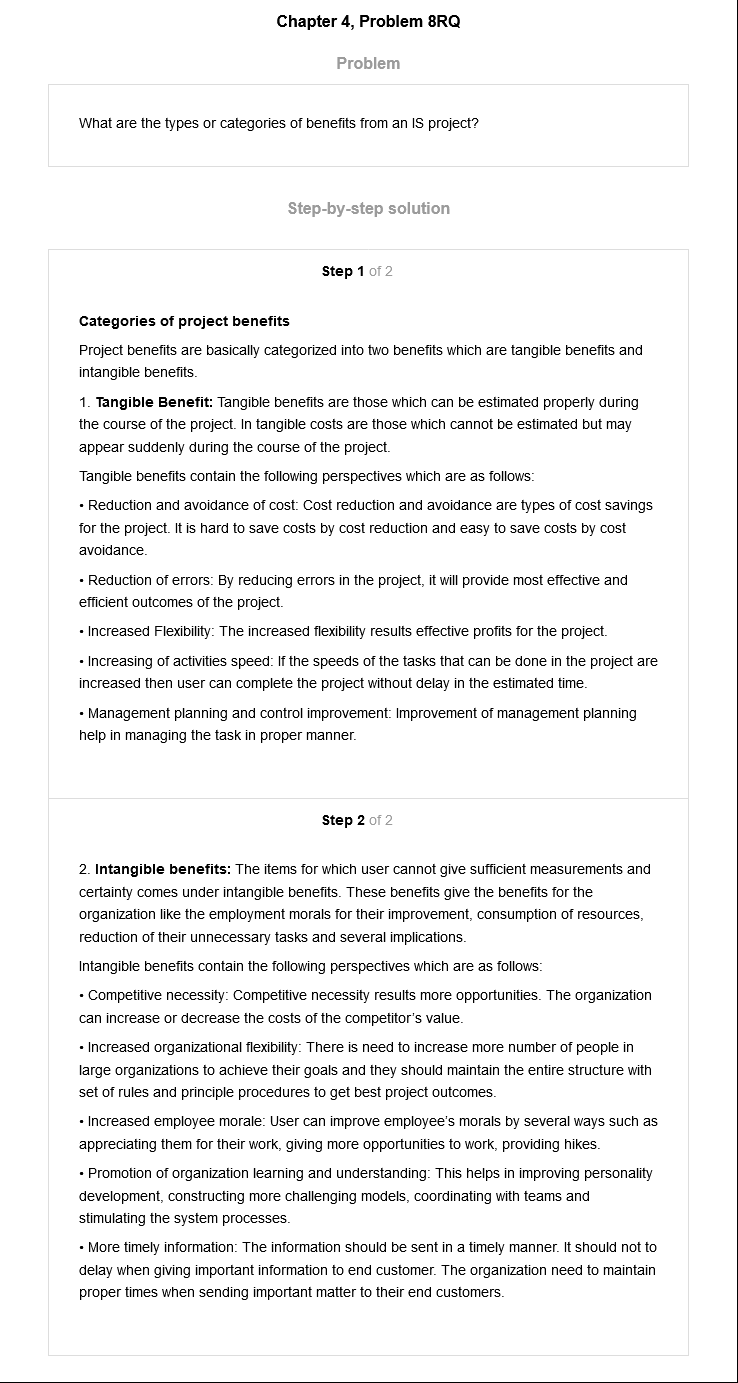 Chapter 4, Problem 8RQ
Problem
What are the types or categories of benefits from an IS project?
Step-by-step solution
Step 1 of 2
Categories of project benefits
Project benefits are basically categorized into two benefits which are tangible benefits and
intangible benefits.
1. Tangible Benefit: Tangible benefits are those which can be estimated properly during
the course of the project. In tangible costs are those which cannot be estimated but may
appear suddenly during the course of the project.
Tangible benefits contain the following perspectives which are as follows:
• Reduction and avoidance of cost: Cost reduction and avoidance are types of cost savings
for the project. It is hard to save costs by cost reduction and easy to save costs by cost
avoidance.
• Reduction of errors: By reducing errors in the project, it will provide most effective and
efficient outcomes of the project.
• Increased Flexibility: The increased flexibility results effective profits for the project.
• Increasing of activities speed: If the speeds of the tasks that can be done in the project are
increased then user can complete the project without delay in the estimated time.
• Management planning and control improvement: Improvement of management planning
help in managing the task in proper manner.
Step 2 of 2
2. Intangible benefits: The items for which user cannot give sufficient measurements and
certainty comes under intangible benefits. These benefits give the benefits for the
organization like the employment morals for their improvement, consumption of resources,
reduction of their unnecessary tasks and several implications.
Intangible benefits contain the following perspectives which are as follows:
• Competitive necessity: Competitive necessity results more opportunities. The organization
can increase or decrease the costs of the competitor’s value.
• Increased organizational flexibility: There is need to increase more number of people in
large organizations to achieve their goals and they should maintain the entire structure with
set of rules and principle procedures to get best project outcomes.
• Increased employee morale: User can improve employee’s morals by several ways such as
appreciating them for their work, giving more opportunities to work, providing hikes.
• Promotion of organization learning and understanding: This helps in improving personality
development, constructing more challenging models, coordinating with teams and
stimulating the system processes.
• More timely information: The information should be sent in a timely manner. It should not to
delay when giving important information to end customer. The organization need to maintain
proper times when sending important matter to their end customers.